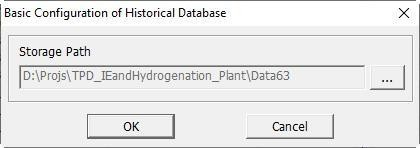 Basic Configuration of Historical Database
Storage Path
D:\Projs\TPD_IEandHydrogenation_Plant\Data63
...
OK
Cancel